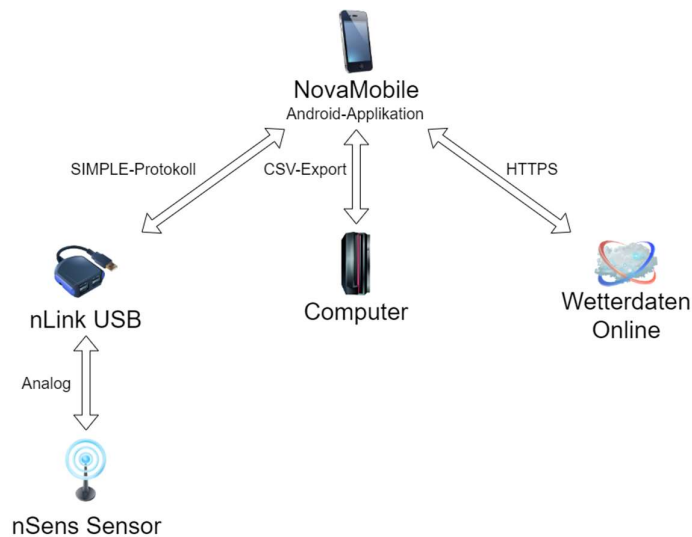 NovaMobile
Android-Applikation
SIMPLE-Protokoll
CSV-Export
HTTPS
nLink USB
Computer
Wetterdaten
Online
Analog
nSens Sensor